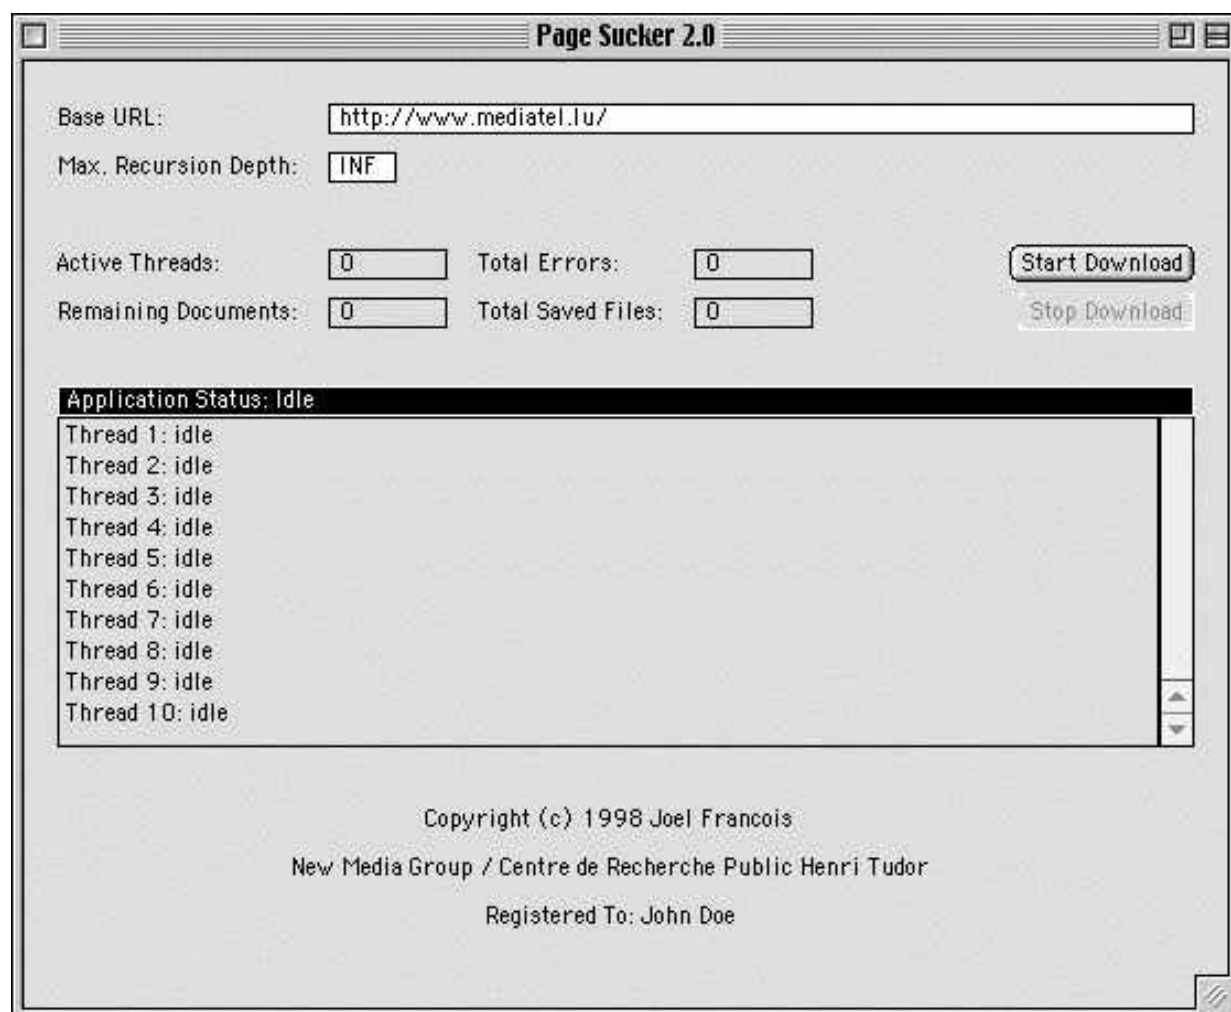 Page Sucker 2.0
Base URL: http://www.mediatel.lu/
Max. Recursion Depth: INF
Active Threads: 0 Total Errors: 0 Start Download
Remaining Documents: 0 Total Saved Files: 0 Stop Download
Application Status: Idle
Thread 1: idle
Thread 2: idle
Thread 3: idle
Thread 4: idle
Thread 5: idle
Thread 6: idle
Thread 7: idle
Thread 8: idle
Thread 9: idle
Thread 10: idle
Copyright (c) 1998 Joel Francois
New Media Group / Centre de Recherche Public Henri Tudor
Registered To: John Doe